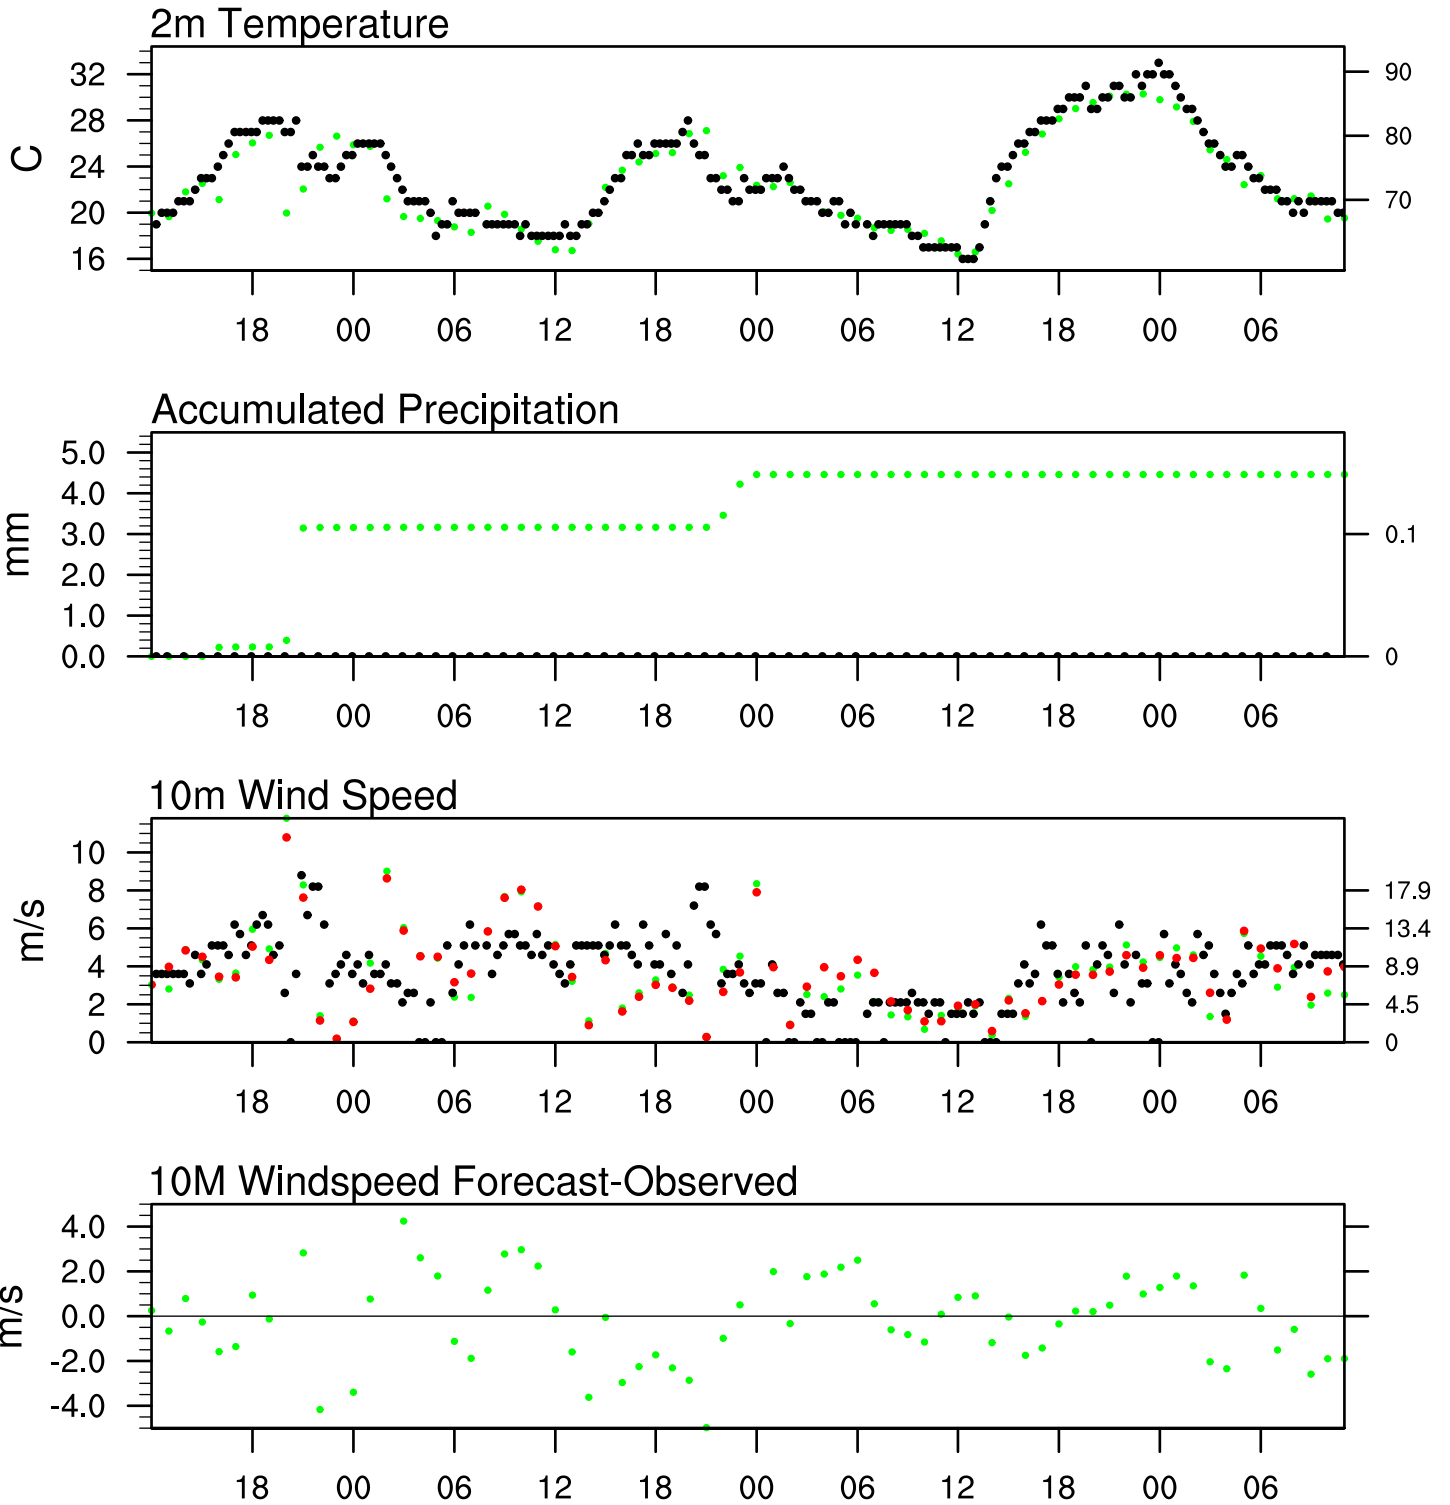 2m Temperature
C
32
28
24
20
16
90
80
70
18 00 06 12 18 00 06 12 18 00 06
Accumulated Precipitation
mm
5.0
4.0
3.0
2.0
1.0
0.0
0.1
0
18 00 06 12 18 00 06 12 18 00 06
10m Wind Speed
m/s
10
8
6
4
2
0
17.9
13.4
8.9
4.5
0
18 00 06 12 18 00 06 12 18 00 06
10M Windspeed Forecast-Observed
m/s
4.0
2.0
0.0
-2.0
-4.0
18 00 06 12 18 00 06 12 18 00 06